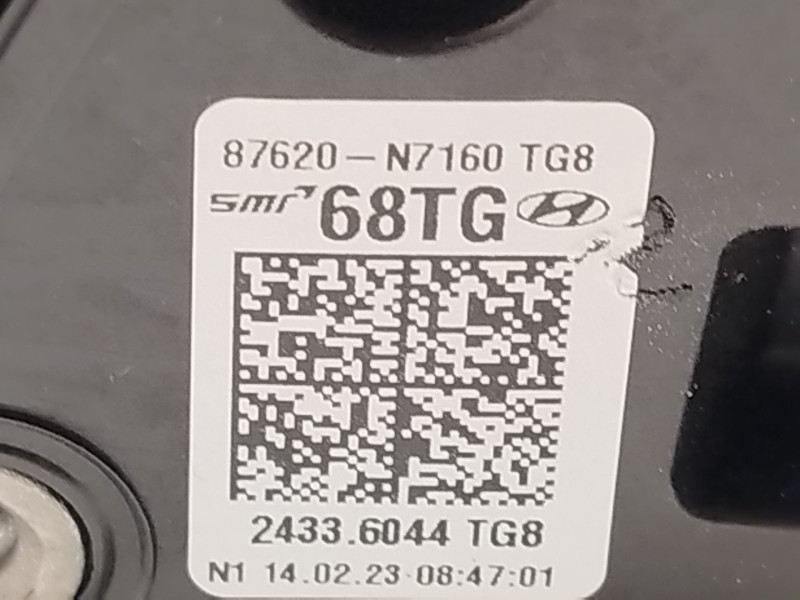 87620-N7160 TG8
smr 68TG
2433.6044 TG8
N1 14.02.23-08:47:01